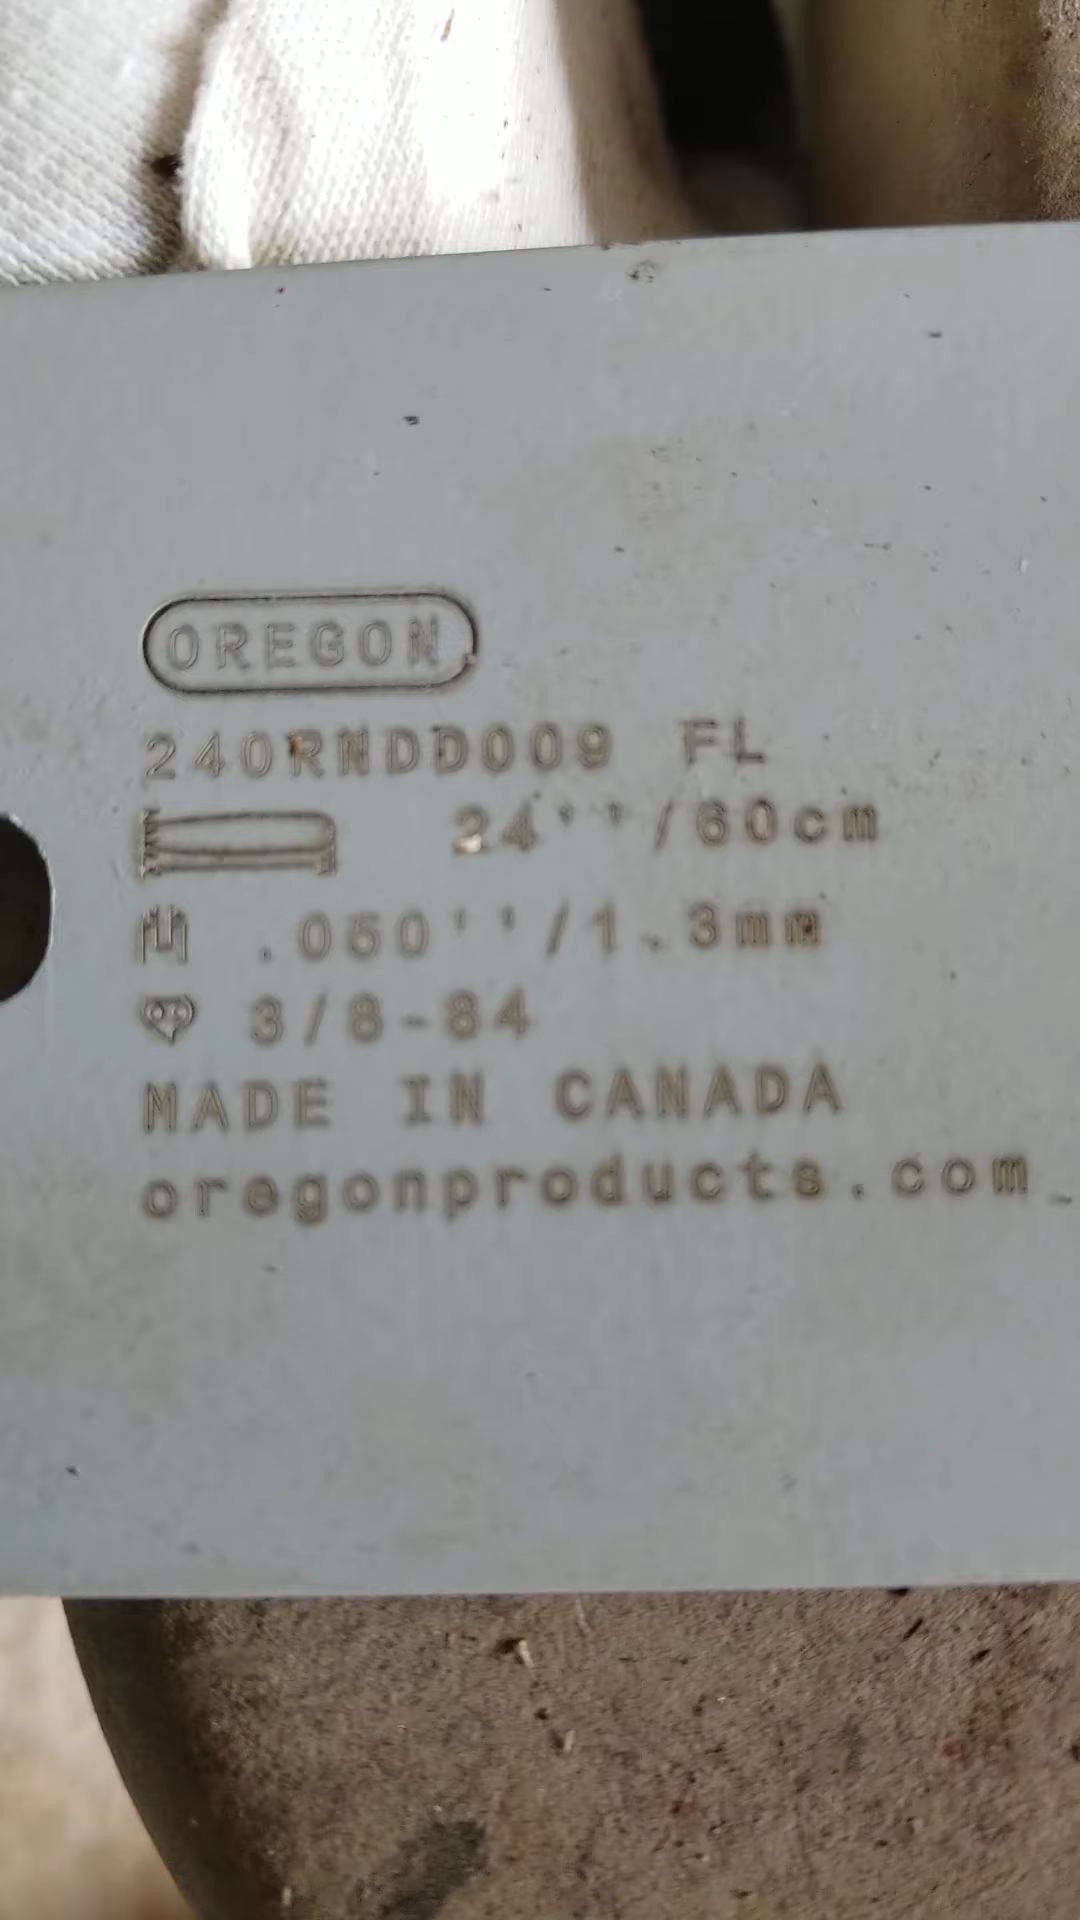 OREGON
240RNDD009 FL
24''/60cm
.050''/1.3mm
3/8-84
MADE IN CANADA
oregonproducts.com